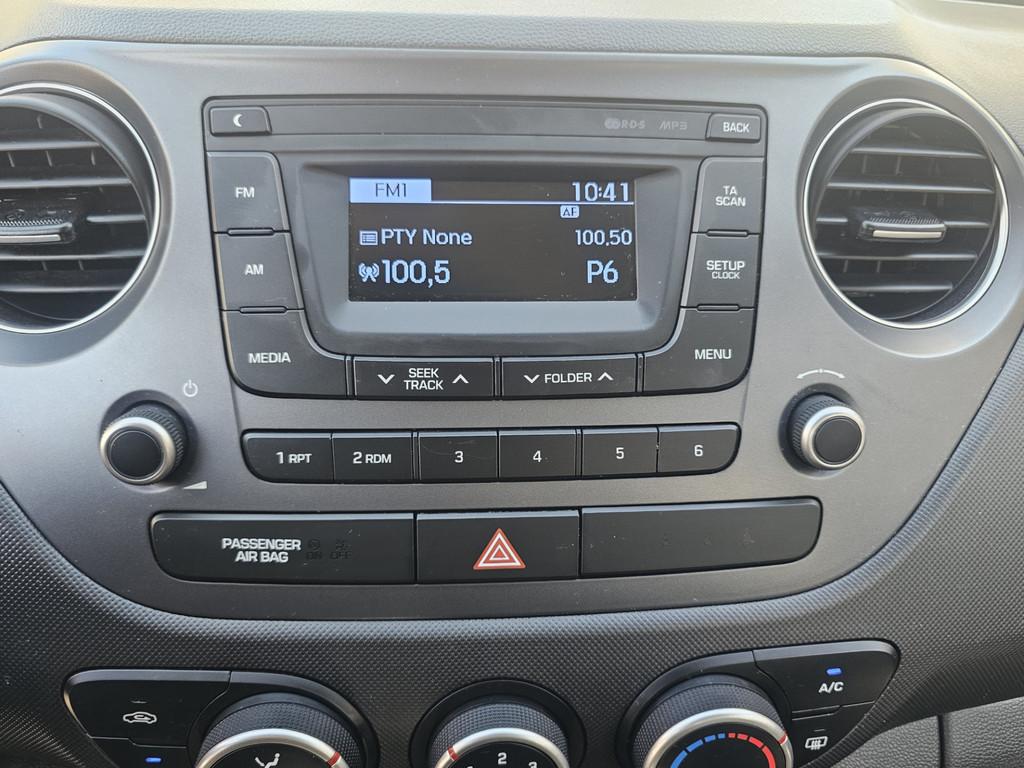 RDS MP3 BACK
FM
FM1 10:41
TA
SCAN
AF
PTY None 100,50
AM
SETUP
CLOCK
100,5 P6
MEDIA
SEEK
TRACK
FOLDER
MENU
1 RPT 2 RDM 3 4 5 6
PASSENGER
AIR BAG
ON OFF
A/C
2
3